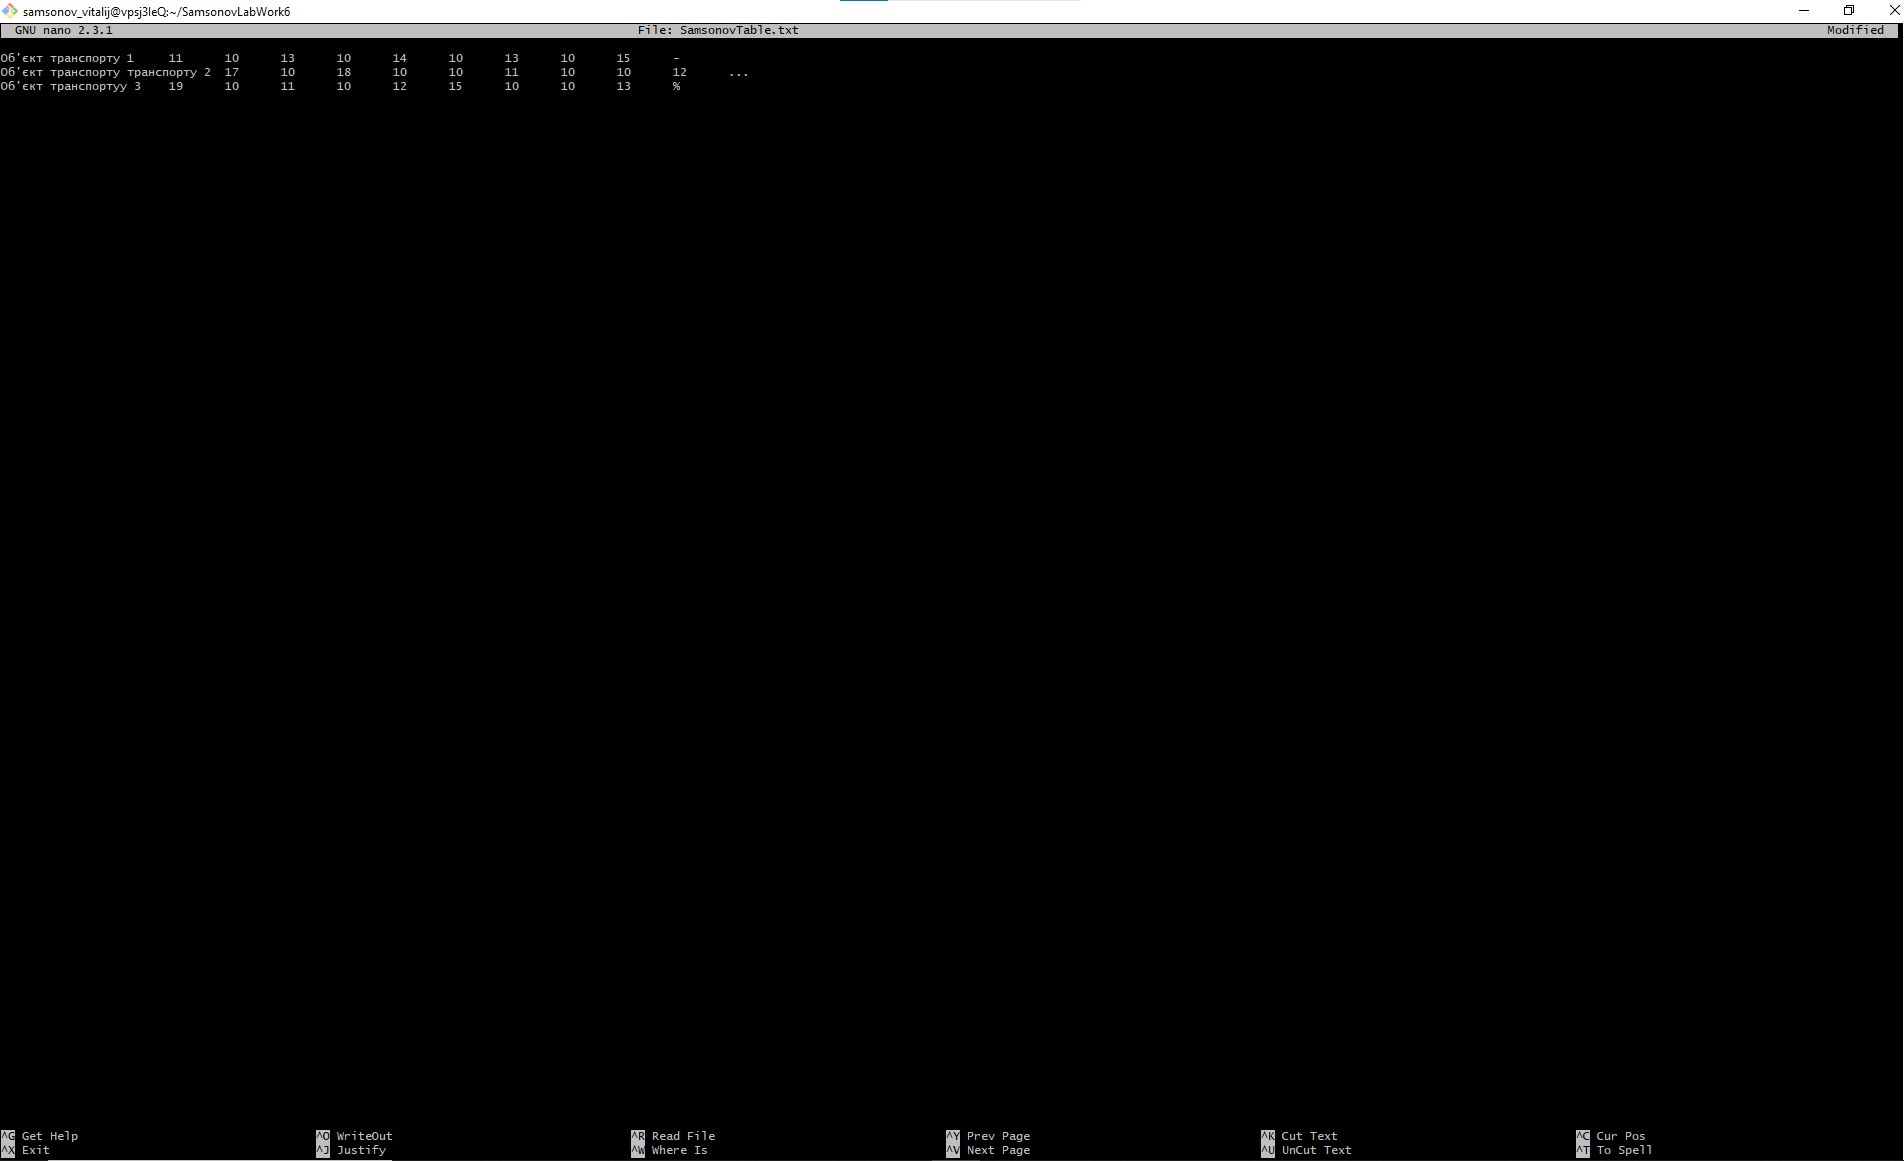 samsonov_vitalij@vpsj3leQ:~/SamsonovLabWork6
GNU nano 2.3.1 File: SamsonovTable.txt Modified
Об'єкт транспорту 1 11 10 13 10 14 10 13 10 15 -
Об'єкт транспорту транспорту 2 17 10 18 10 10 11 10 10 12 ...
Об'єкт транспортуу 3 19 10 11 10 12 15 10 10 13 %
^G Get Help ^O WriteOut ^R Read File ^Y Prev Page ^K Cut Text ^C Cur Pos
^X Exit ^J Justify ^W Where Is ^V Next Page ^U UnCut Text ^T To Spell